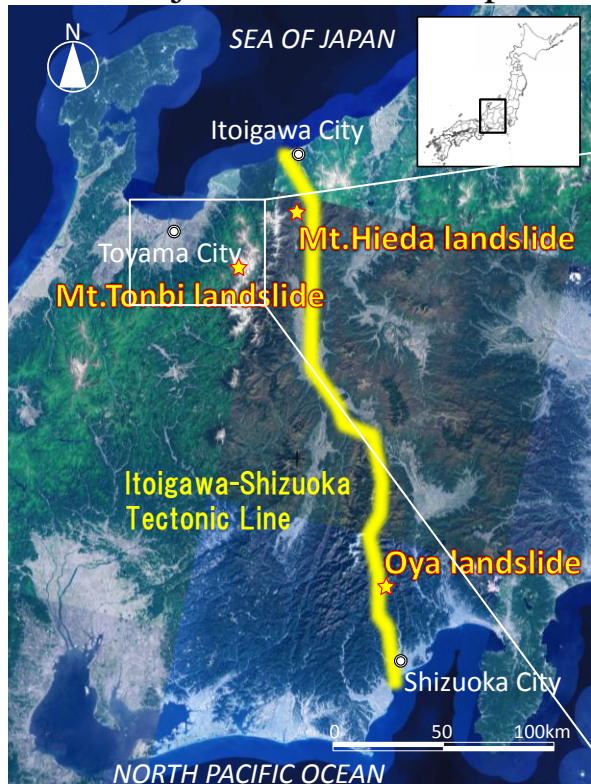 N
SEA OF JAPAN
Itoigawa City
Mt.Hieda landslide
Toyama City
Mt.Tonbi landslide
Itoigawa-Shizuoka
Tectonic Line
Oya landslide
Shizuoka City
0 50 100km
NORTH PACIFIC OCEAN